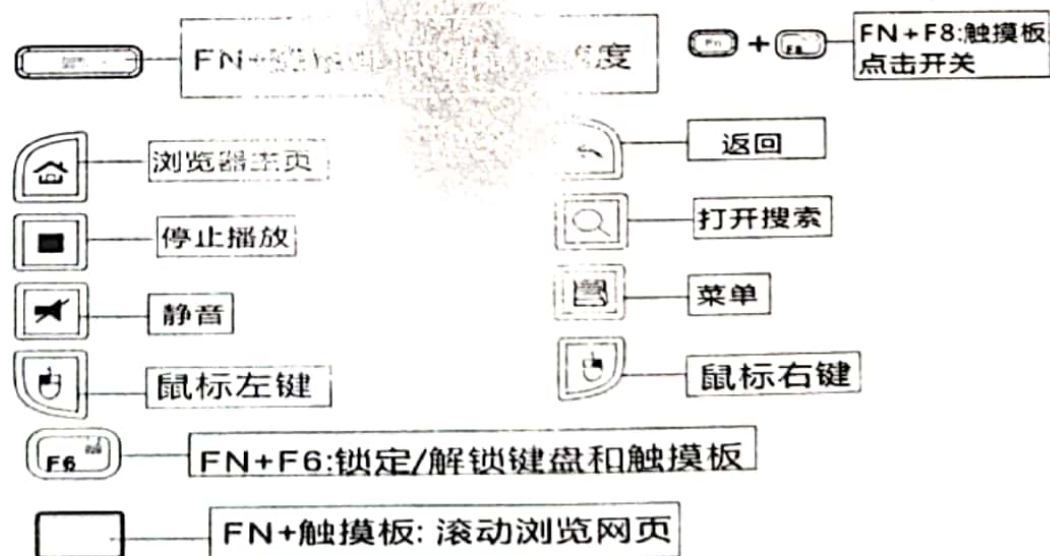 FN+
度
Fn
+
F8
FN+F8:触摸板
点击开关
浏览器主页
返回
停止播放
打开搜索
静音
菜单
鼠标左键
鼠标右键
F6
FN+F6:锁定/解锁键盘和触摸板
FN+触摸板: 滚动浏览网页